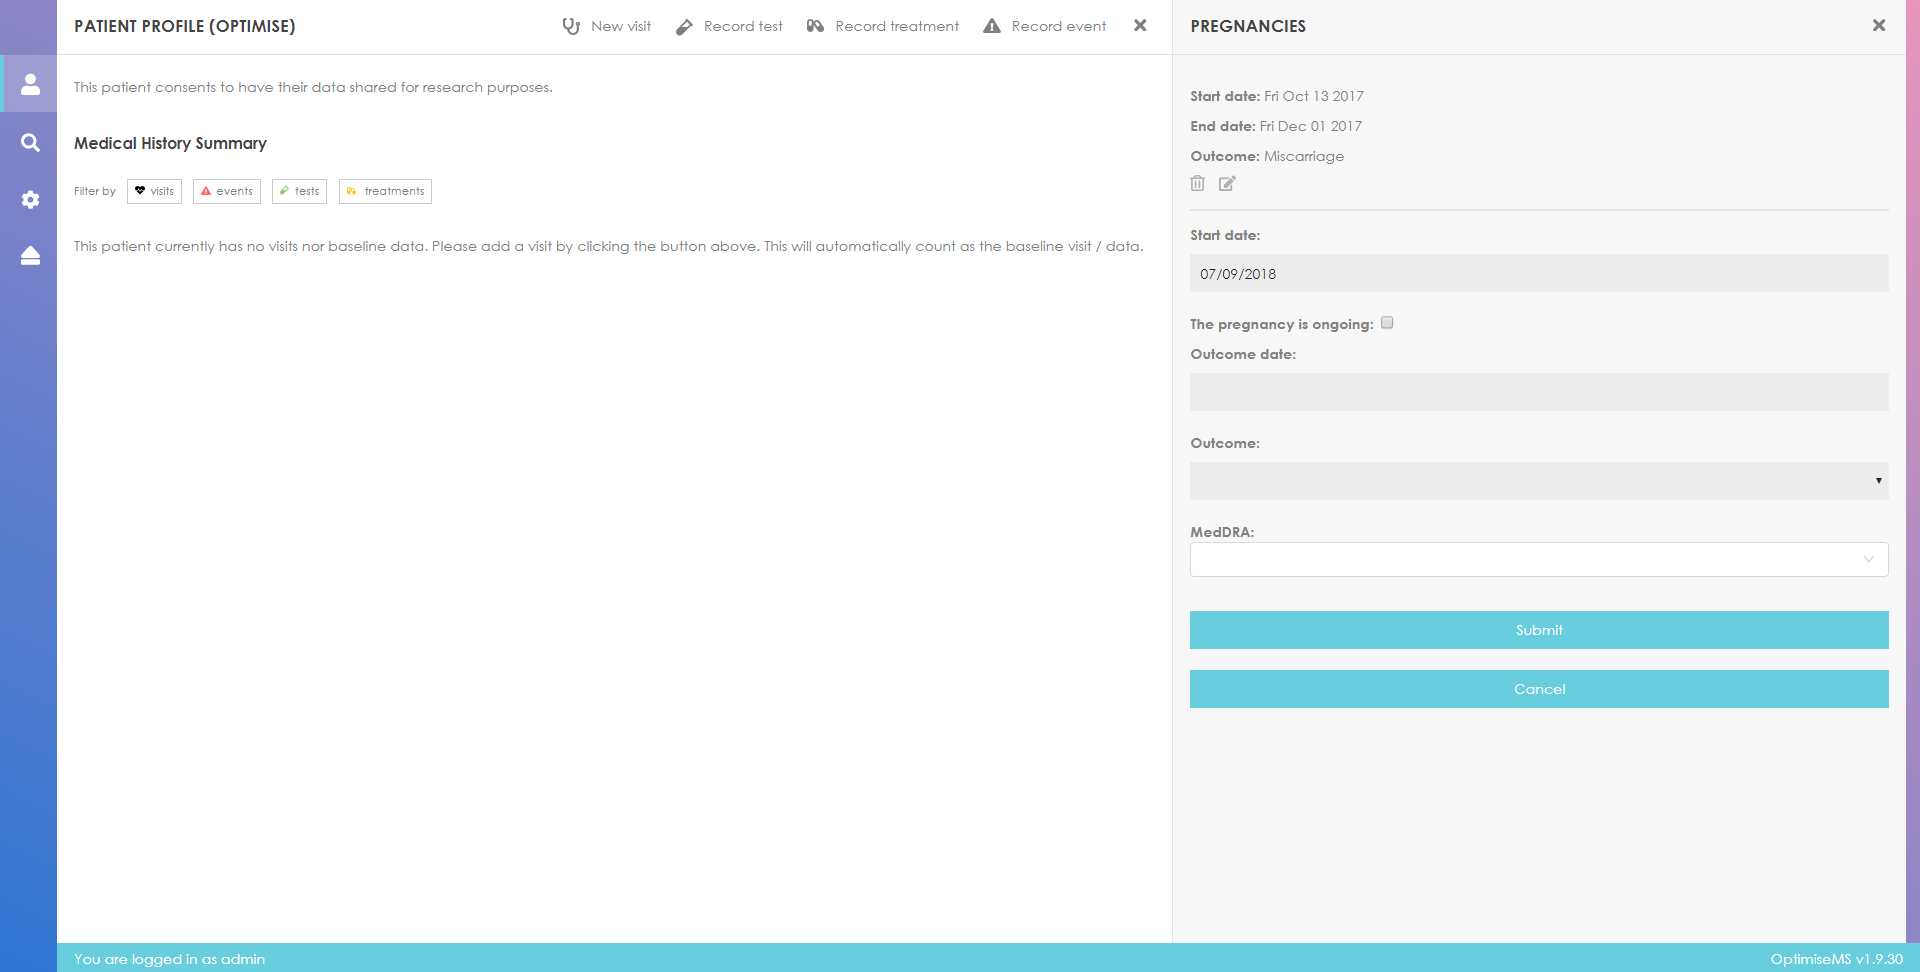 PATIENT PROFILE (OPTIMISE)
New visit
Record test
Record treatment
Record event
This patient consents to have their data shared for research purposes.
Medical History Summary
Filter by visits events tests treatments
This patient currently has no visits nor baseline data. Please add a visit by clicking the button above. This will automatically count as the baseline visit / data.
PREGNANCIES
Start date: Fri Oct 13 2017
End date: Fri Dec 01 2017
Outcome: Miscarriage
Start date:
07/09/2018
The pregnancy is ongoing:
Outcome date:
Outcome:
MedDRA:
Submit
Cancel
You are logged in as admin
OptimiseMS v1.9.30